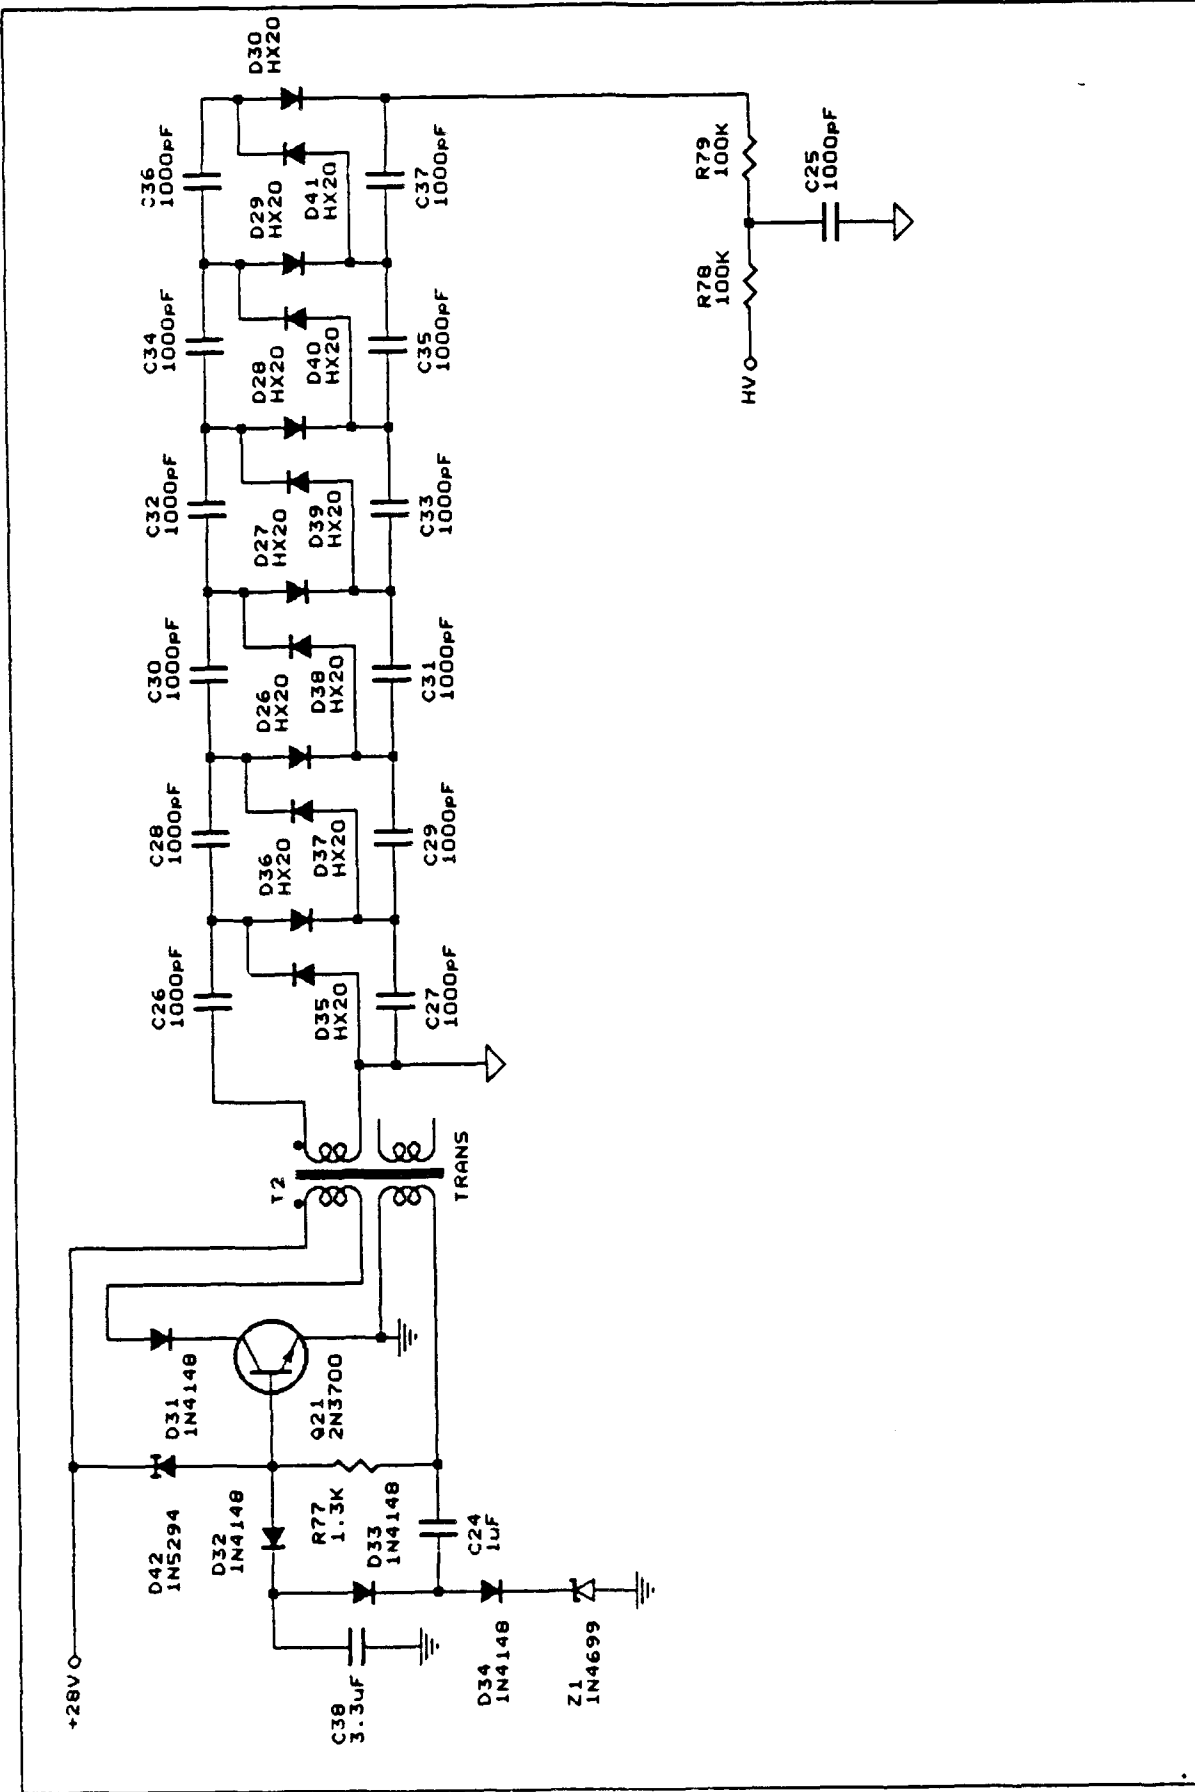 +28V
D42
1N5294
D31
1N4148
D32
1N4148
Q21
2N3700
R77
1.3K
D33
1N4148
C24
1uF
C38
3.3uF
D34
1N4148
Z1
1N4699
T2
TRANS
C26
1000pF
C28
1000pF
C30
1000pF
C32
1000pF
C34
1000pF
C36
1000pF
D35
HX20
D36
HX20
D37
HX20
D26
HX20
D38
HX20
D27
HX20
D39
HX20
D28
HX20
D40
HX20
D29
HX20
D41
HX20
D30
HX20
C27
1000pF
C29
1000pF
C31
1000pF
C33
1000pF
C35
1000pF
C37
1000pF
HV
R78
100K
R79
100K
C25
1000pF